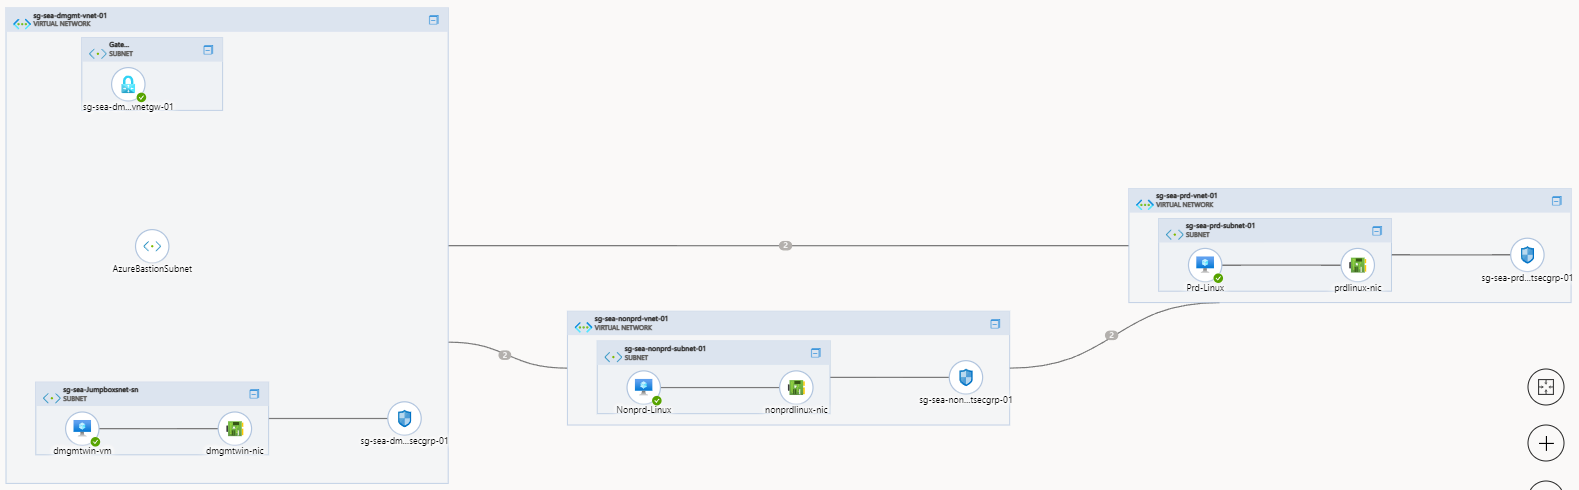 sg-sea-dmgmt-vnet-01
VIRTUAL NETWORK
Gate...
SUBNET
sg-sea-dm...vnetgw-01
AzureBastionSubnet
sg-sea-Jumpboxsnet-sn
SUBNET
dmgmtwin-vm
dmgmtwin-nic
sg-sea-dm...secgrp-01
2
2
sg-sea-nonprd-vnet-01
VIRTUAL NETWORK
sg-sea-nonprd-subnet-01
SUBNET
Nonprd-Linux
nonprdlinux-nic
sg-sea-non...tsecgrp-01
2
sg-sea-prd-vnet-01
VIRTUAL NETWORK
sg-sea-prd-subnet-01
SUBNET
Prd-Linux
prdlinux-nic
sg-sea-prd...tsecgrp-01